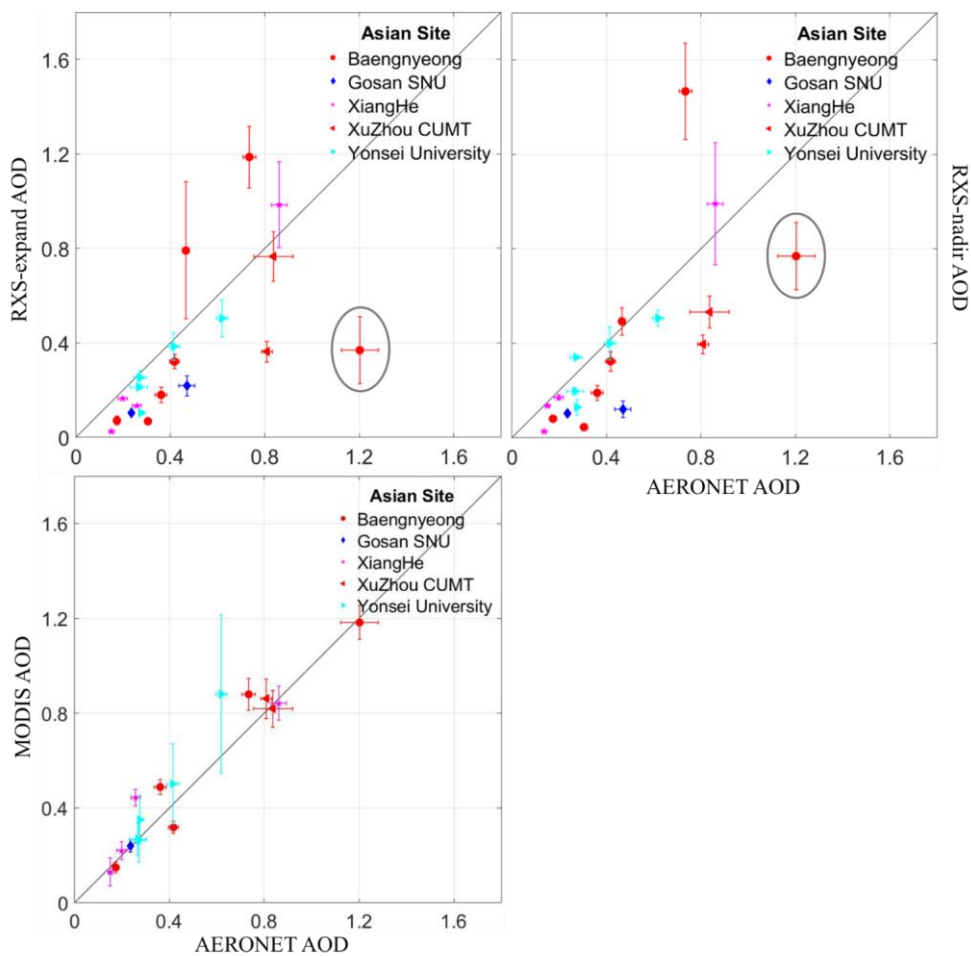 Asian Site
Baengnyeong
Gosan SNU
XiangHe
XuZhou CUMT
Yonsei University
RXS-expand AOD
1.6
1.2
0.8
0.4
0
0 0.4 0.8 1.2 1.6
Asian Site
Baengnyeong
Gosan SNU
XiangHe
XuZhou CUMT
Yonsei University
RXS-nadir AOD
0 0.4 0.8 1.2 1.6
AERONET AOD
Asian Site
Baengnyeong
Gosan SNU
XiangHe
XuZhou CUMT
Yonsei University
MODIS AOD
1.6
1.2
0.8
0.4
0
0 0.4 0.8 1.2 1.6
AERONET AOD